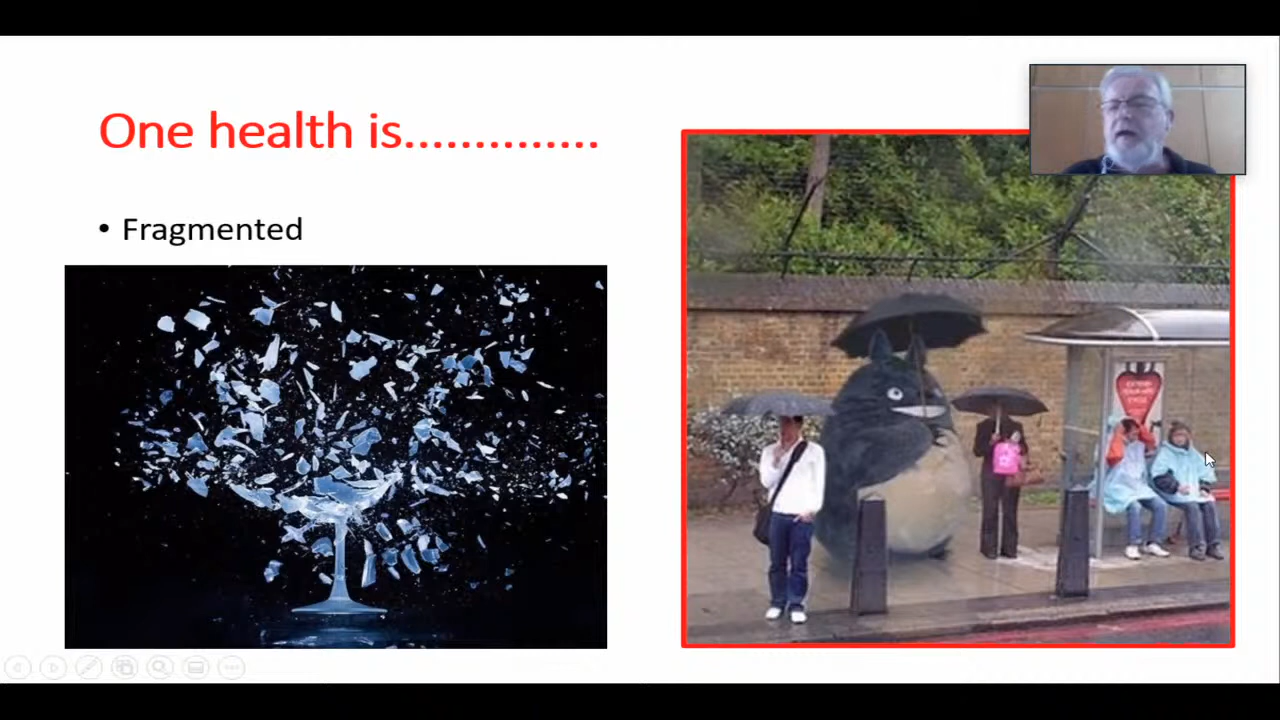 One health is..............
• Fragmented